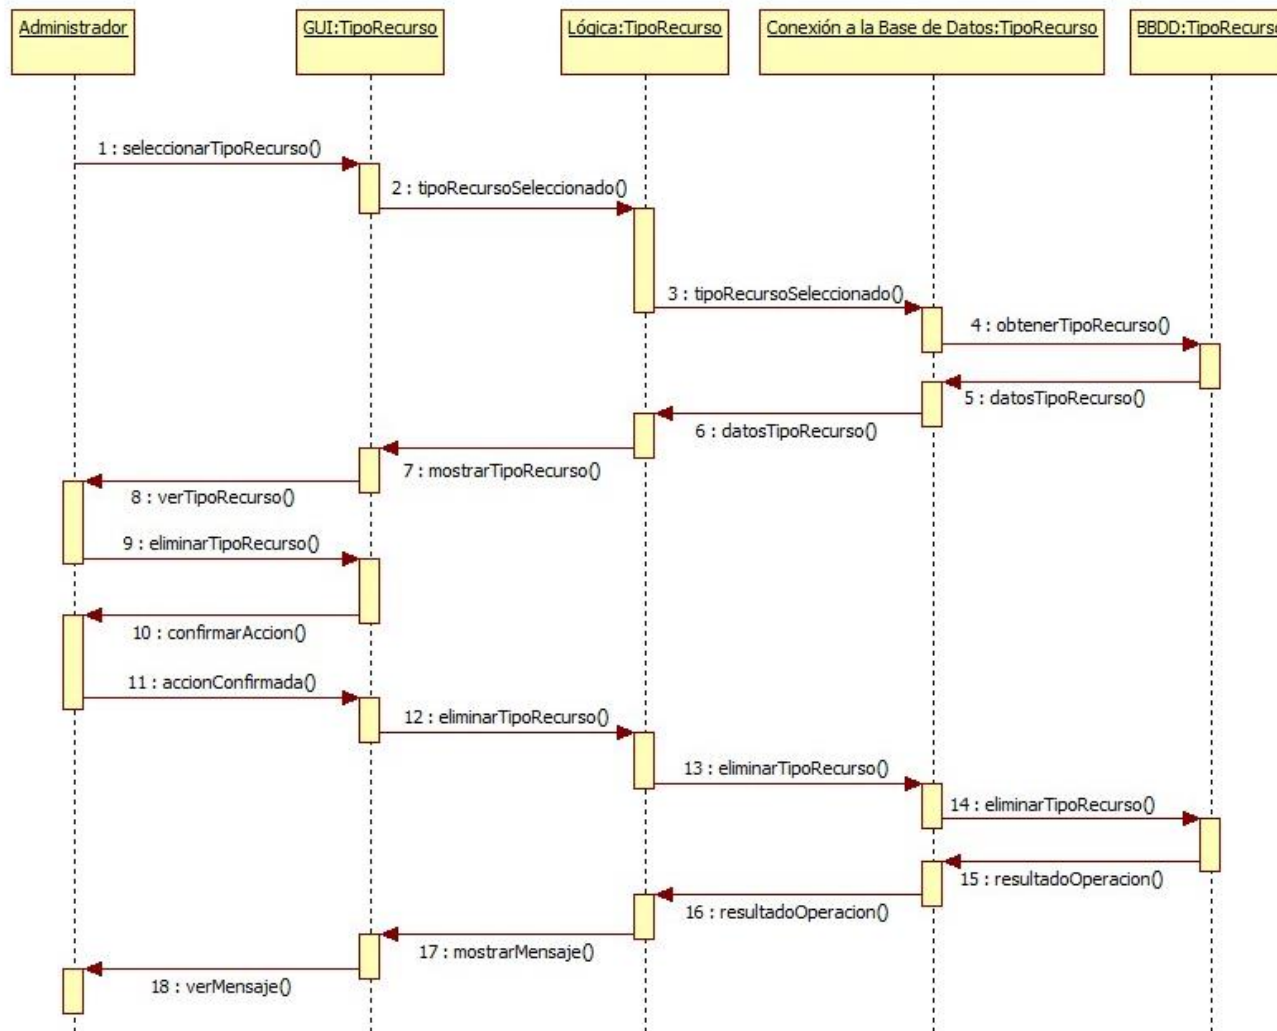 Administrador
GUI:TipoRecurso
Lógica:TipoRecurso
Conexión a la Base de Datos:TipoRecurso
BBDD:TipoRecurso
1 : seleccionarTipoRecurso()
2 : tipoRecursoSeleccionado()
3 : tipoRecursoSeleccionado()
4 : obtenerTipoRecurso()
5 : datosTipoRecurso()
6 : datosTipoRecurso()
7 : mostrarTipoRecurso()
8 : verTipoRecurso()
9 : eliminarTipoRecurso()
10 : confirmarAccion()
11 : accionConfirmada()
12 : eliminarTipoRecurso()
13 : eliminarTipoRecurso()
14 : eliminarTipoRecurso()
15 : resultadoOperacion()
16 : resultadoOperacion()
17 : mostrarMensaje()
18 : verMensaje()